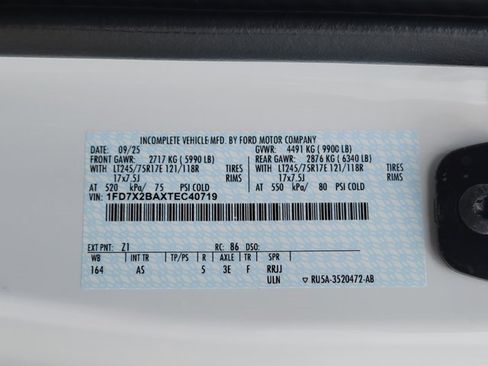 INCOMPLETE VEHICLE MFD. BY FORD MOTOR COMPANY
DATE: 09/25 GVWR: 4491 KG ( 9900 LB)
FRONT GAWR: 2717 KG ( 5990 LB) REAR GAWR: 2876 KG ( 6340 LB)
WITH LT245/75R17E 121/118R TIRES WITH LT245/75R17E 121/118R TIRES
17x7.5J RIMS 17x7.5J RIMS
AT 520 kPa/ 75 PSI COLD AT 550 kPa/ 80 PSI COLD
VIN: 1FD7X2BAXTEC40719
EXT PNT: Z1 RC: 86 DSO:
WB INT TR TP/PS R AXLE TR SPR
164 AS 5 3E F RRJJ
ULN ▽ RU5A-3520472-AB